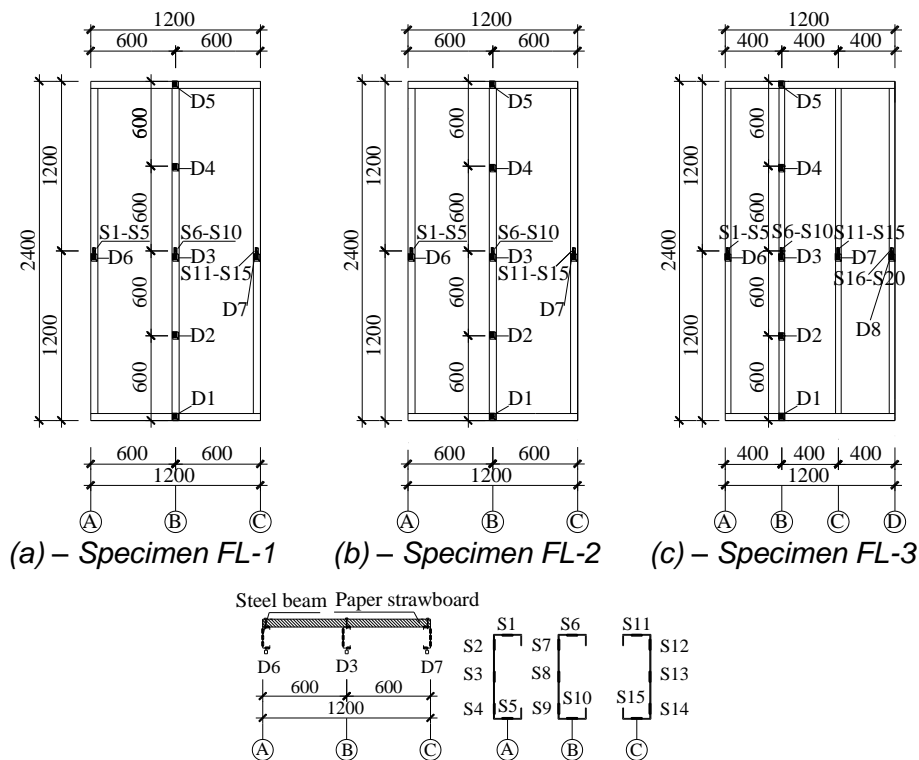 1200
600 600
D5
600
D4
1200
600
S1-S5 S6-S10
D6 D3
S11-S15
2400
D7
600
D2
1200
600
D1
600 600
1200
A B C
(a) – Specimen FL-1
1200
600 600
D5
600
D4
1200
600
S1-S5 S6-S10
D6 D3
S11-S15
2400
D7
600
D2
1200
600
D1
600 600
1200
A B C
(b) – Specimen FL-2
1200
400 400 400
D5
600
D4
1200
600
S1-S5 S6-S10 S11-S15
D6 D3 D7
S16-S20
2400
D8
600
D2
1200
600
D1
400 400 400
1200
A B C D
(c) – Specimen FL-3
Steel beam Paper strawboard
D6 D3 D7
600 600
1200
A B C
S1 S6 S11
S2 S7 S12
S3 S8 S13
S4 S5 S9 S10 S15 S14
A B C